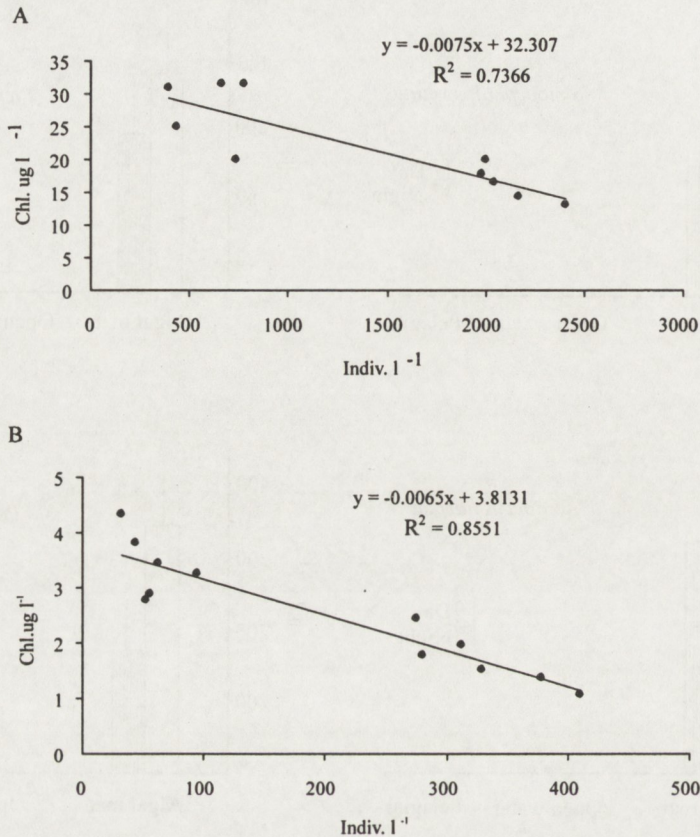 A
y = -0.0075x + 32.307
R² = 0.7366
35
30
25
20
15
10
5
0
Chl. ug l ⁻¹
0 500 1000 1500 2000 2500 3000
Indiv. l ⁻¹
B
y = -0.0065x + 3.8131
R² = 0.8551
5
4
3
2
1
0
Chl.ug l⁻¹
0 100 200 300 400 500
Indiv. l⁻¹